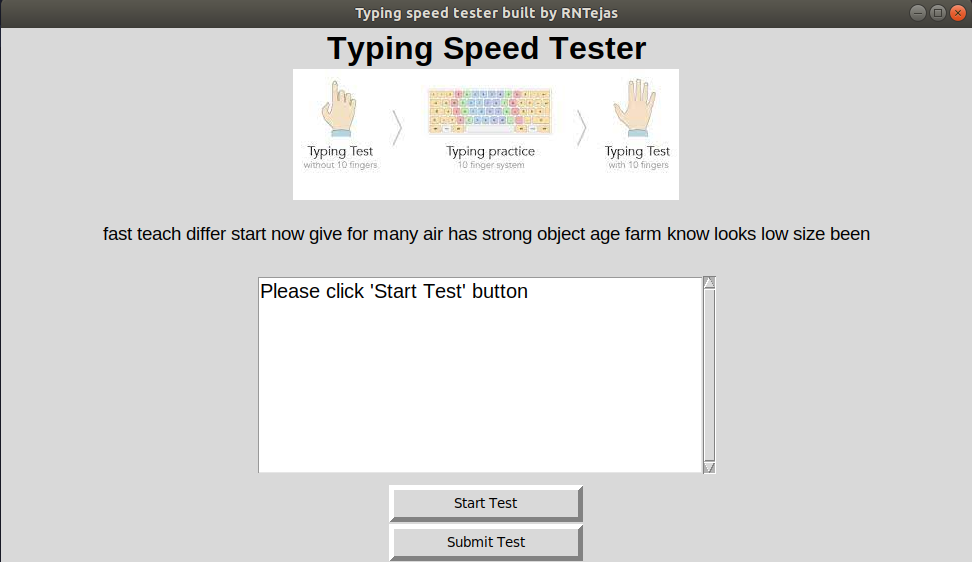 Typing speed tester built by RNTejas
Typing Speed Tester
Typing Test
without 10 fingers
Typing practice
10 finger system
Typing Test
with 10 fingers
fast teach differ start now give for many air has strong object age farm know looks low size been
Please click 'Start Test' button
Start Test
Submit Test